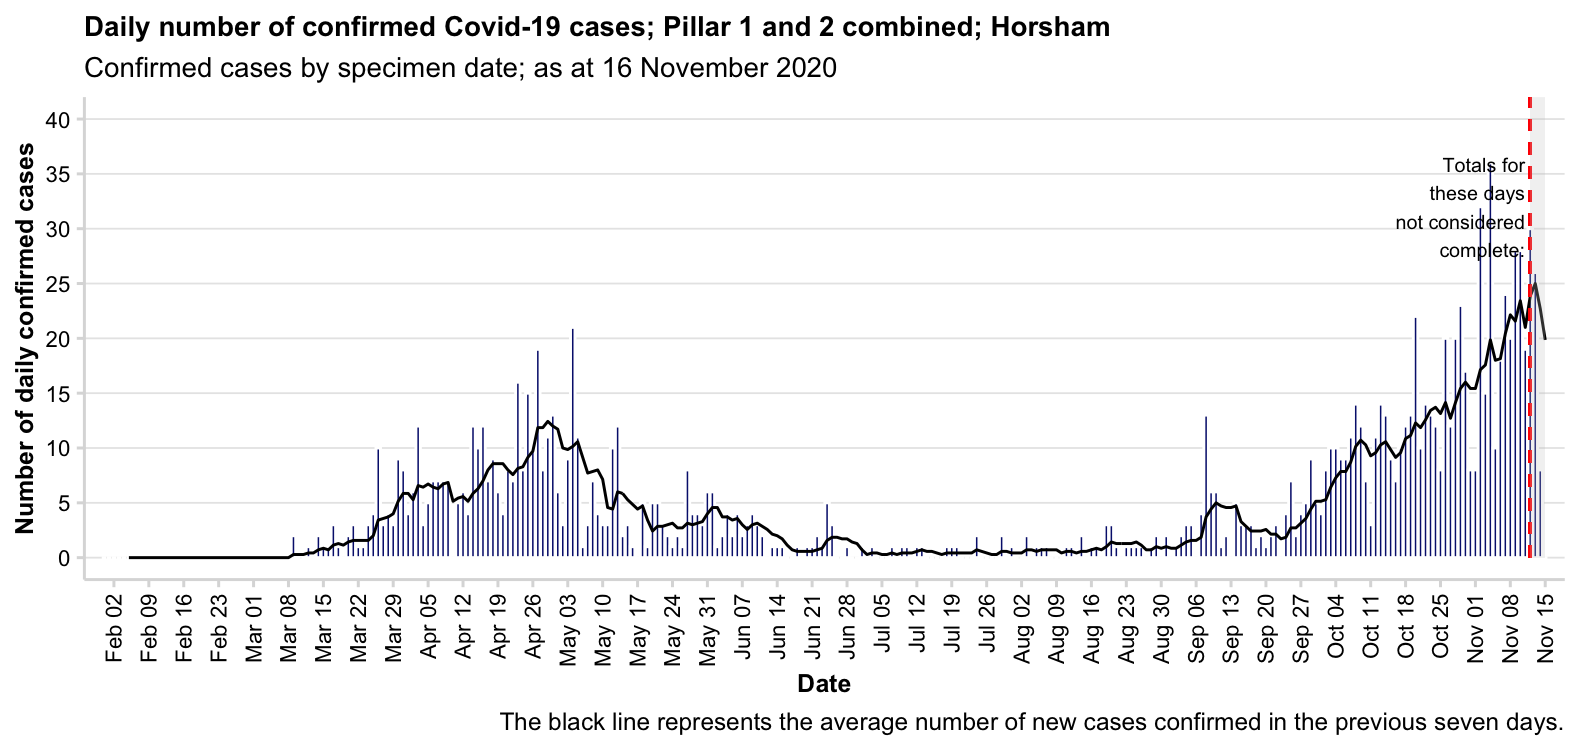 Daily number of confirmed Covid-19 cases; Pillar 1 and 2 combined; Horsham
Confirmed cases by specimen date; as at 16 November 2020
Number of daily confirmed cases
40
35
30
25
20
15
10
5
0
Totals for
these days
not considered
complete.
Feb 02
Feb 09
Feb 16
Feb 23
Mar 01
Mar 08
Mar 15
Mar 22
Mar 29
Apr 05
Apr 12
Apr 19
Apr 26
May 03
May 10
May 17
May 24
May 31
Jun 07
Jun 14
Jun 21
Jun 28
Jul 05
Jul 12
Jul 19
Jul 26
Aug 02
Aug 09
Aug 16
Aug 23
Aug 30
Sep 06
Sep 13
Sep 20
Sep 27
Oct 04
Oct 11
Oct 18
Oct 25
Nov 01
Nov 08
Nov 15
Date
The black line represents the average number of new cases confirmed in the previous seven days.